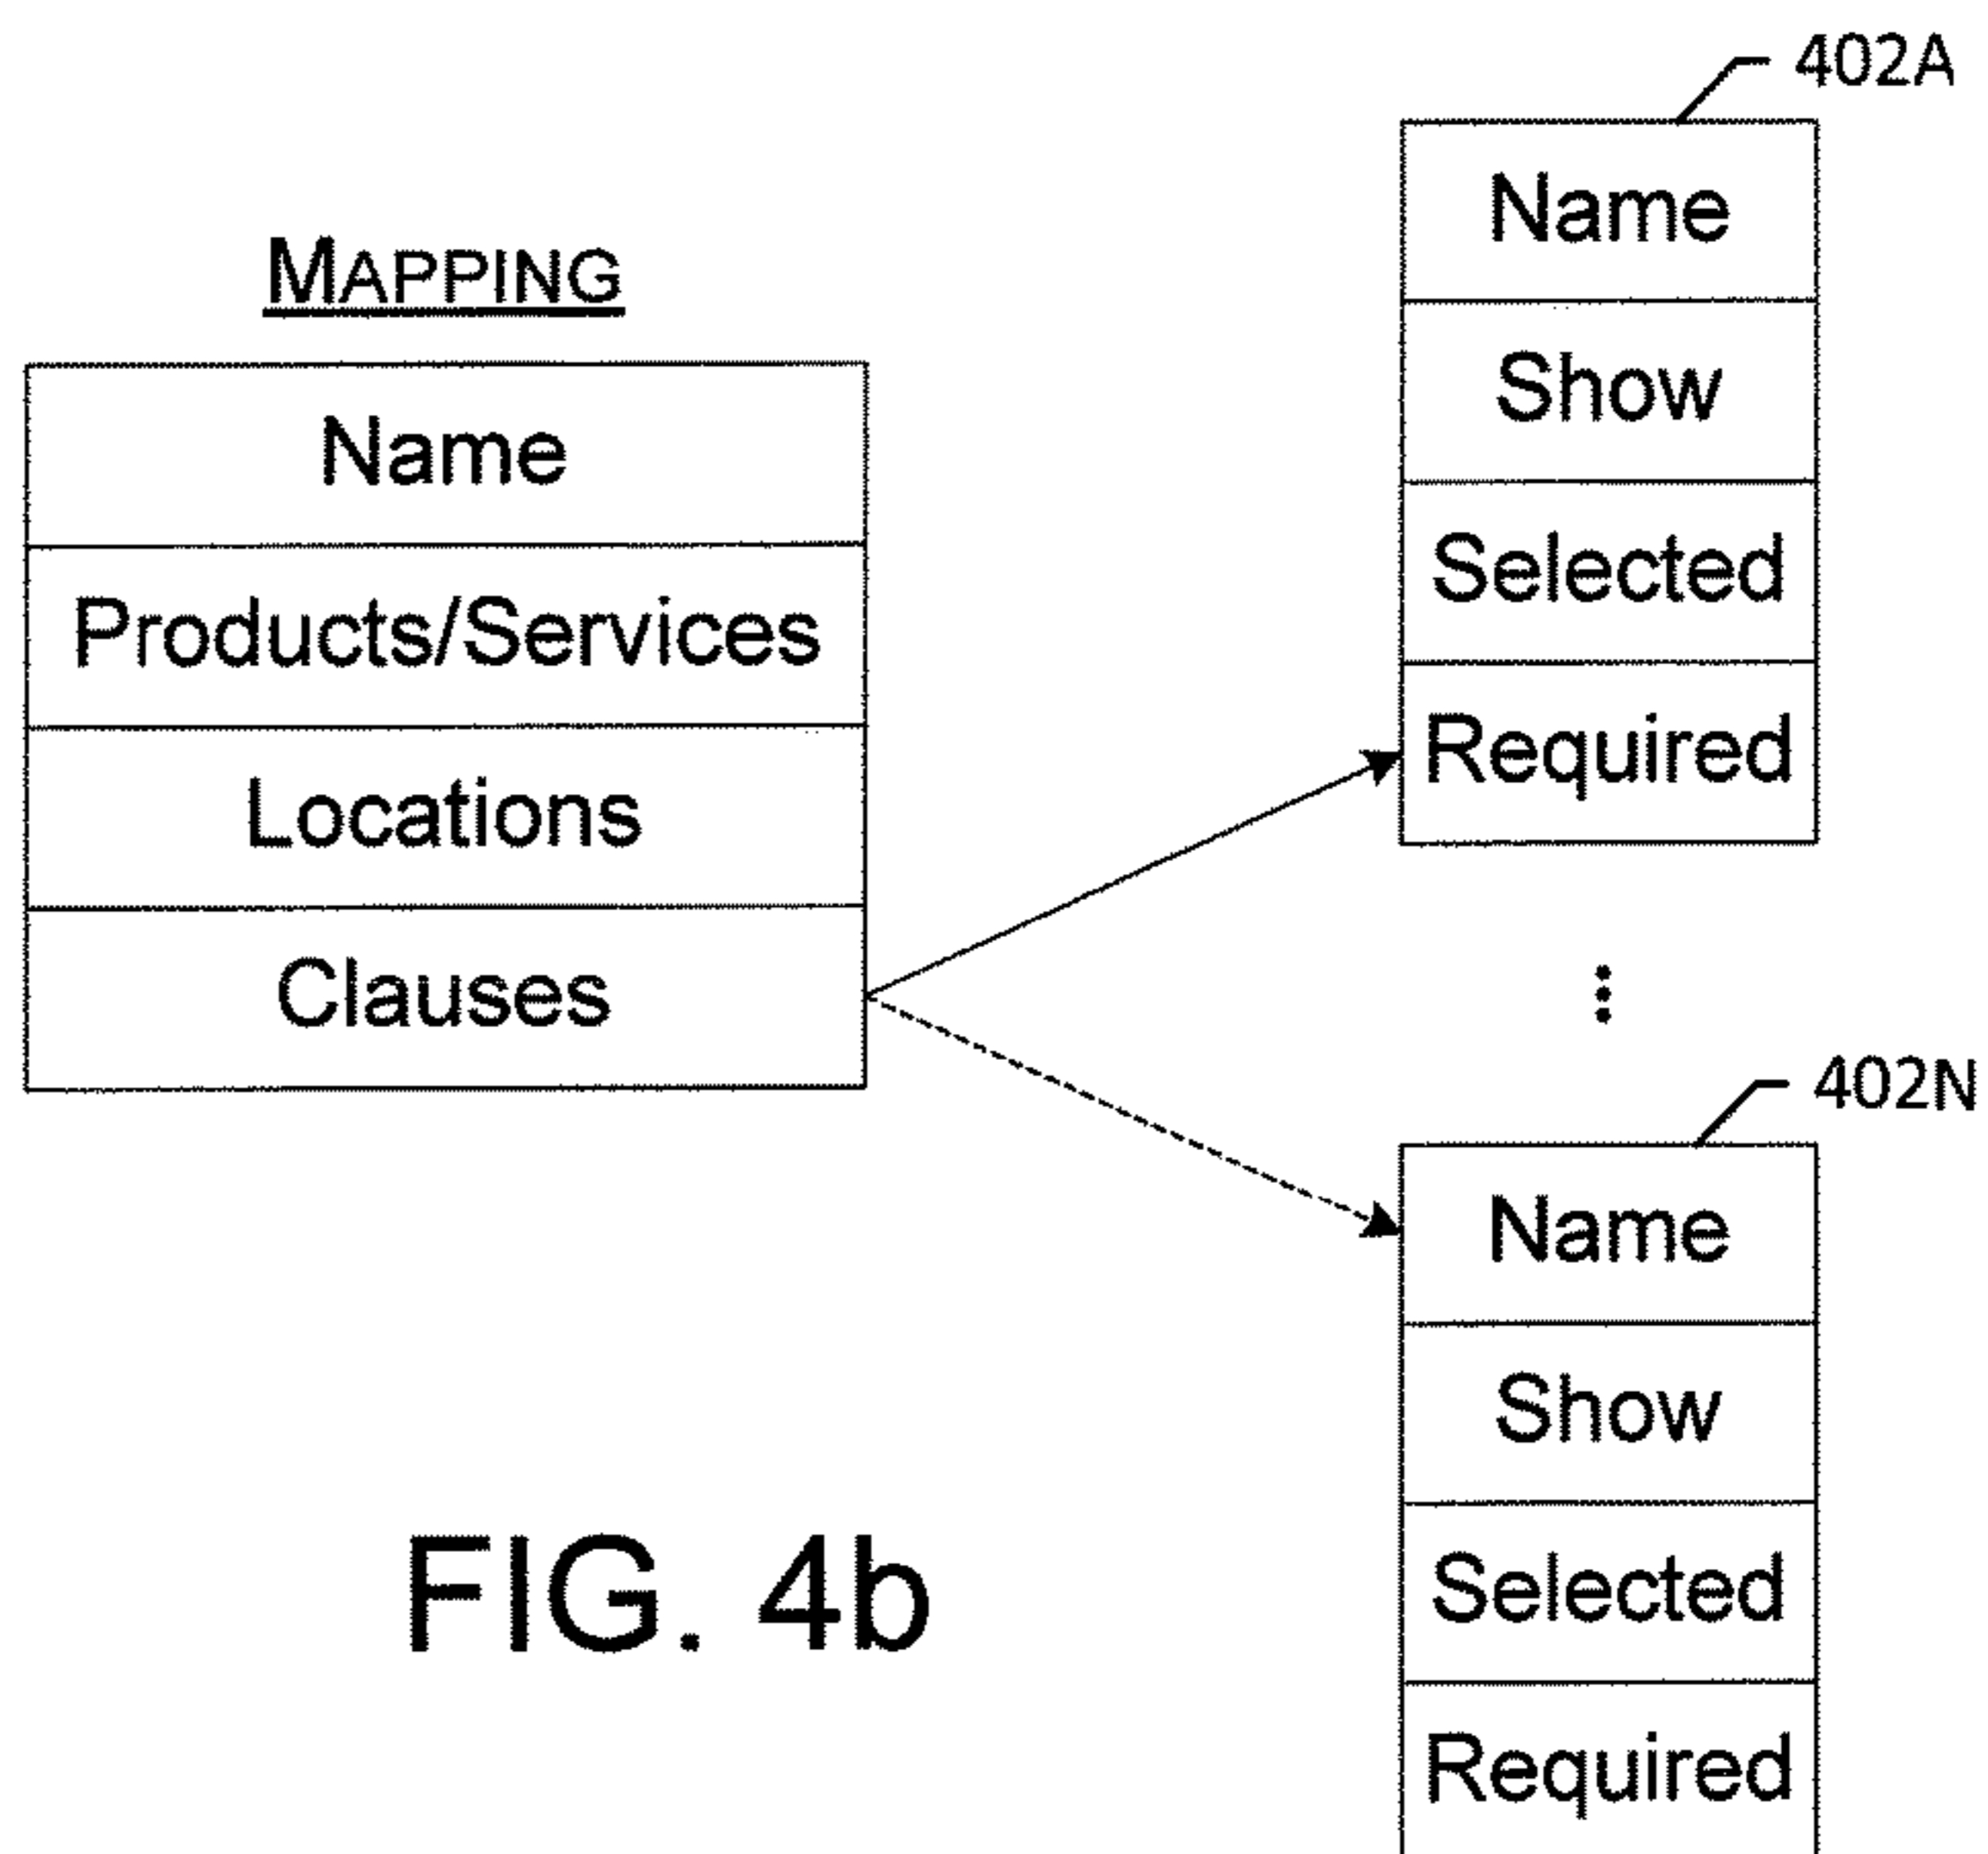 MAPPING
Name
Products/Services
Locations
Clauses
402A
Name
Show
Selected
Required
402N
Name
Show
Selected
Required
FIG. 4b